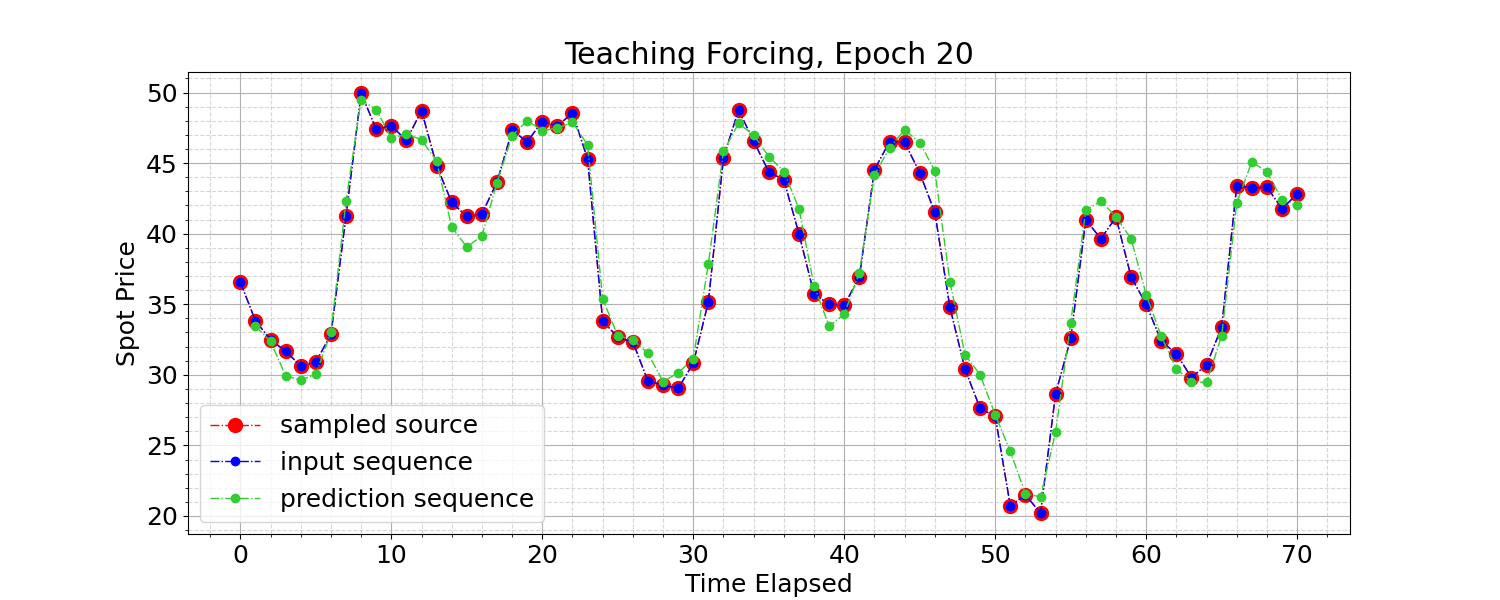 Teaching Forcing, Epoch 20
Spot Price
50
45
40
35
30
25
20
sampled source
input sequence
prediction sequence
0 10 20 30 40 50 60 70
Time Elapsed